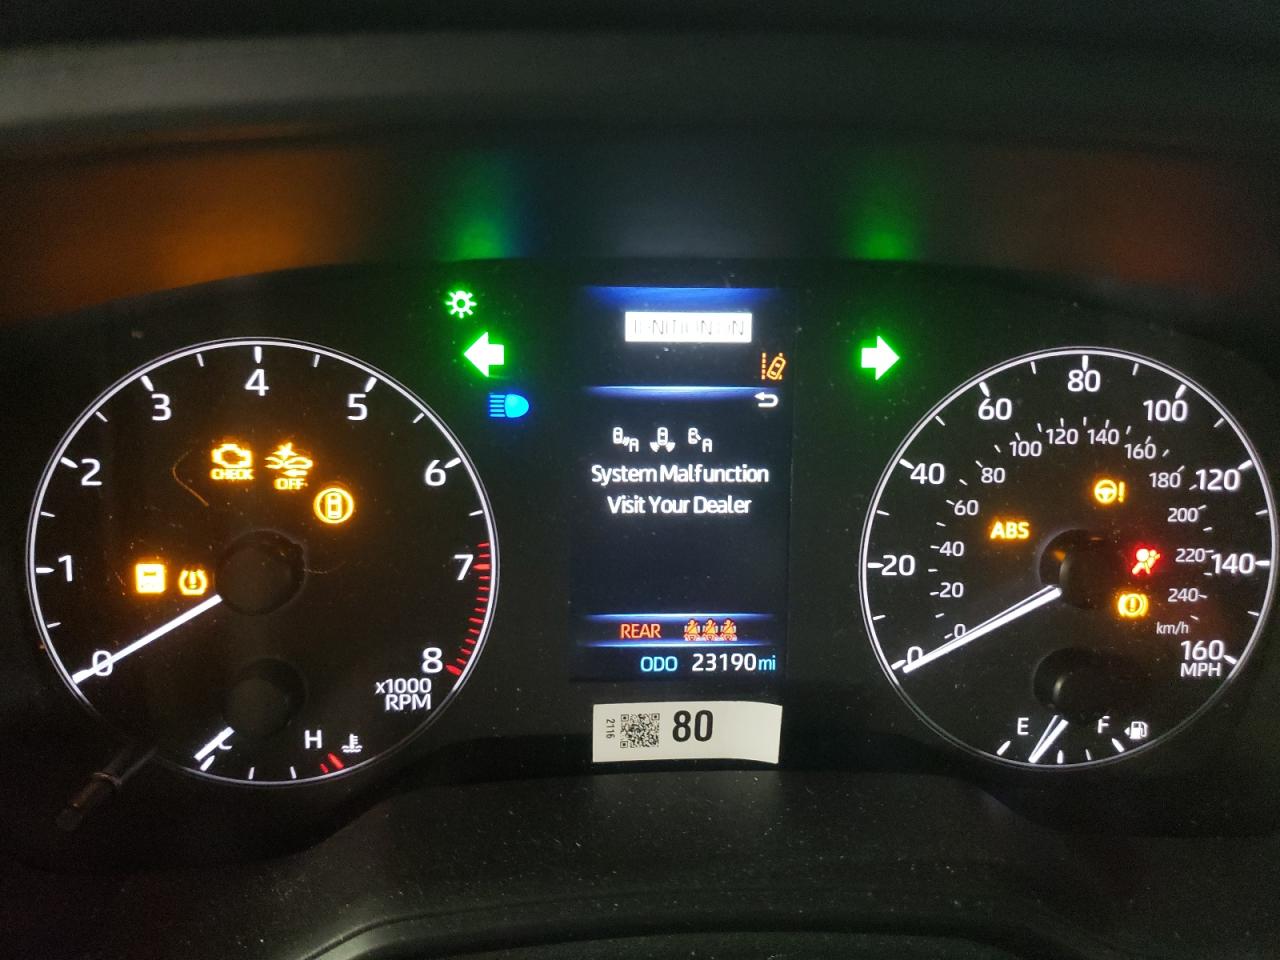 IGNITION ON
System Malfunction
Visit Your Dealer
REAR
ODO 23190 mi
2116
80
0
1
2
3
4
5
6
7
8
x1000
RPM
CHECK
OFF
C
H
0
20
40
60
80
100
120
140
160
MPH
0
20
40
60
80
100
120
140
160
180
200
220
240
km/h
ABS
E
F
A
A